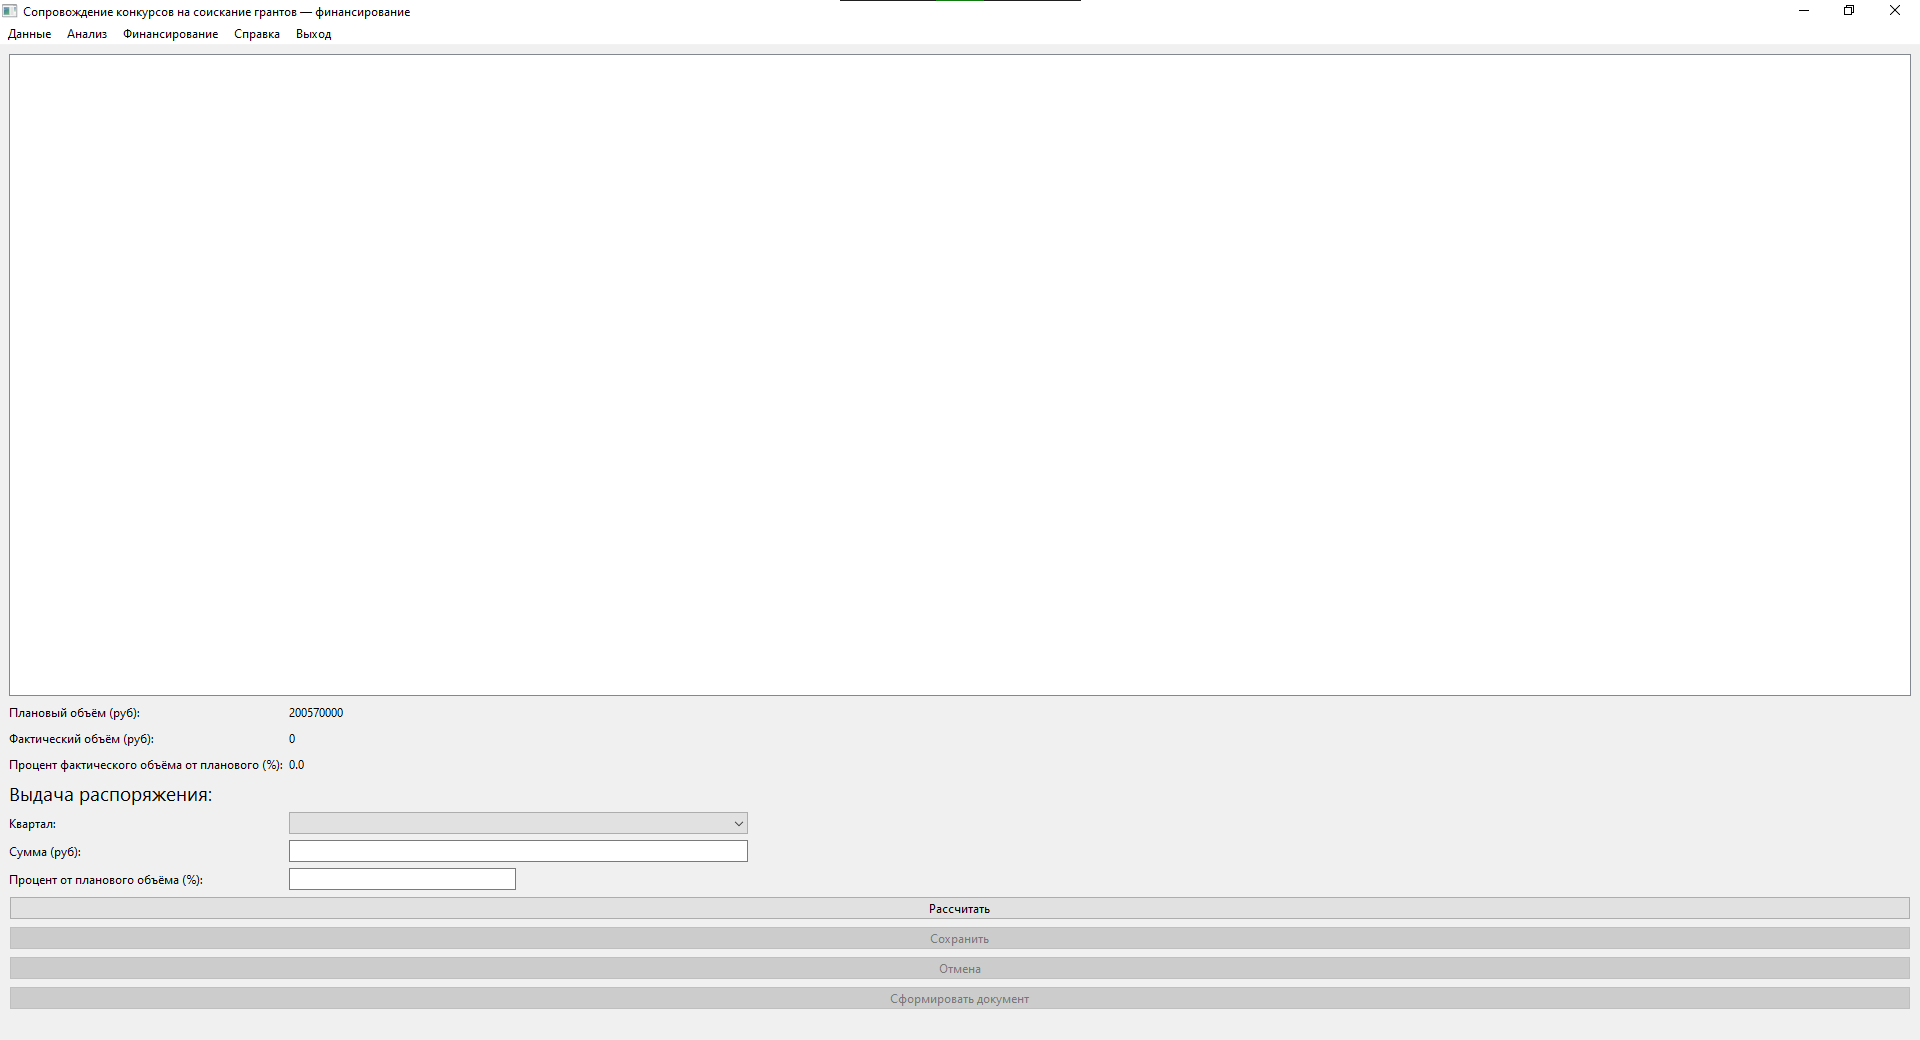 Сопровождение конкурсов на соискание грантов — финансирование
Данные Анализ Финансирование Справка Выход
Плановый объём (руб): 200570000
Фактический объём (руб): 0
Процент фактического объёма от планового (%): 0.0
Выдача распоряжения:
Квартал:
Сумма (руб):
Процент от планового объёма (%):
Рассчитать
Сохранить
Отмена
Сформировать документ